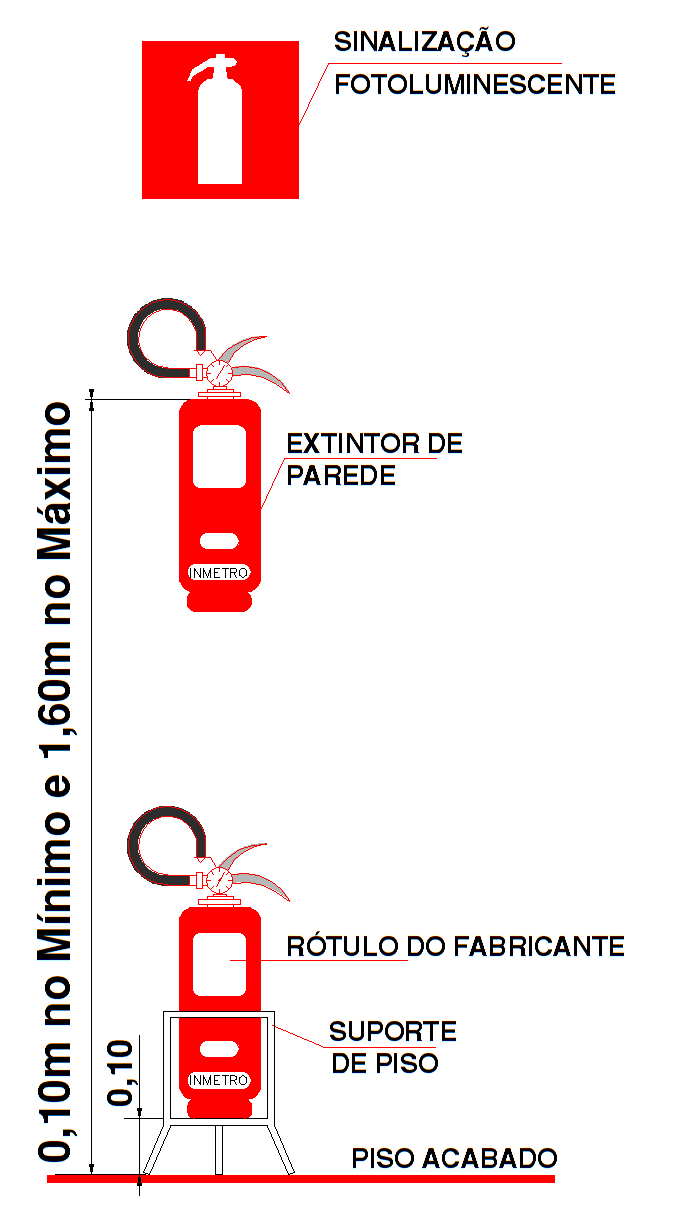 SINALIZAÇÃO
FOTOLUMINESCENTE
EXTINTOR DE
PAREDE
INMETRO
0,10m no Mínimo e 1,60m no Máximo
RÓTULO DO FABRICANTE
SUPORTE
DE PISO
0,10
INMETRO
PISO ACABADO